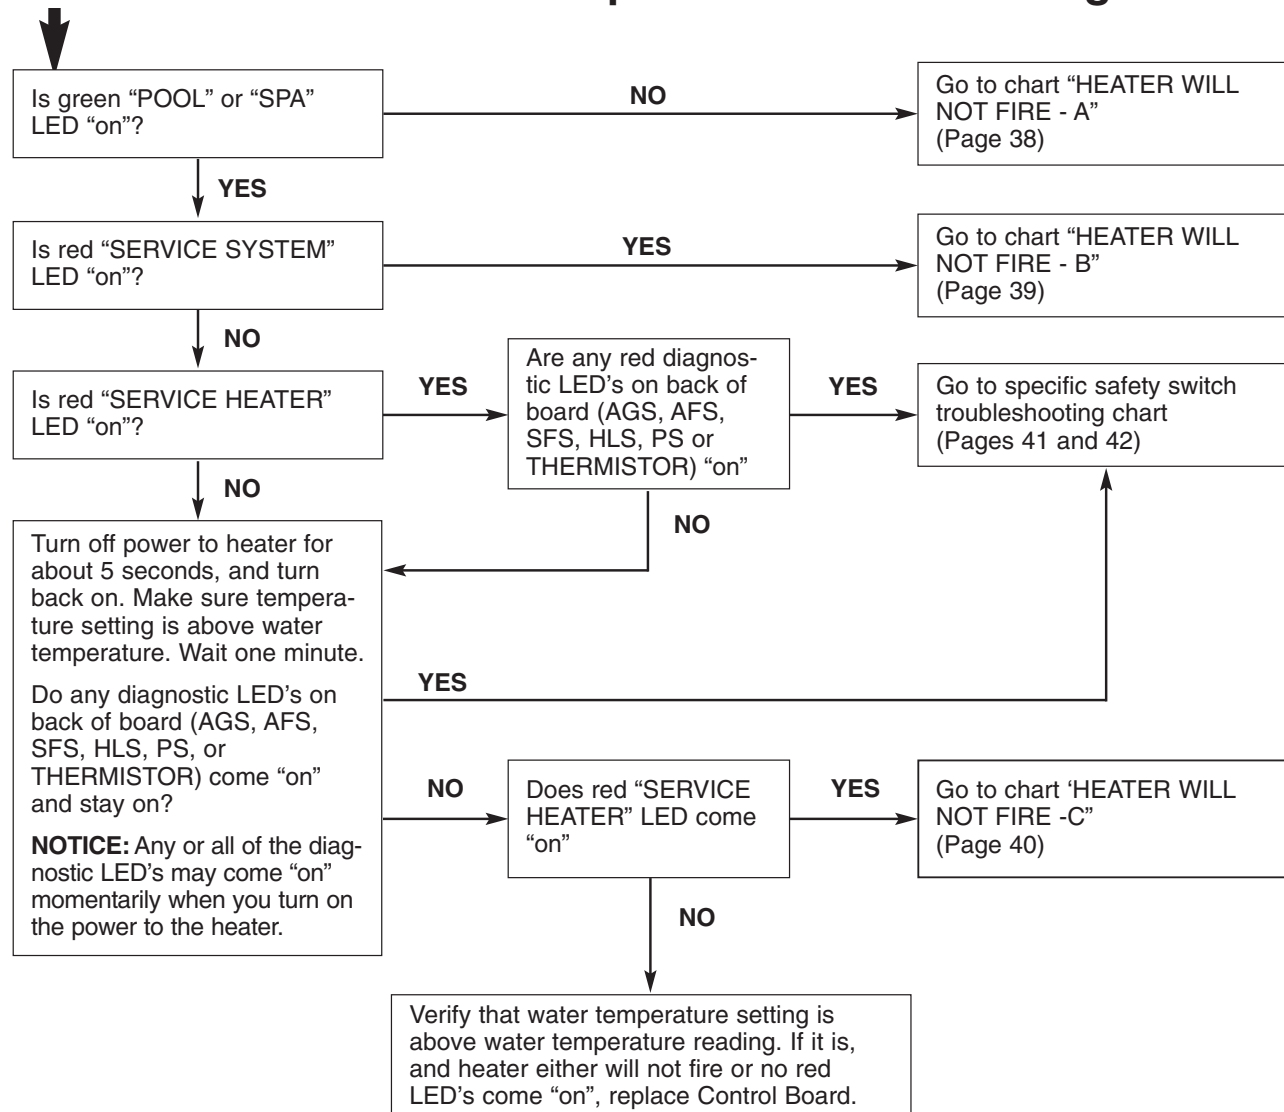 Is green “POOL” or “SPA”
LED “on”?
NO
Go to chart “HEATER WILL
NOT FIRE - A”
(Page 38)
YES
Is red “SERVICE SYSTEM”
LED “on”?
YES
Go to chart “HEATER WILL
NOT FIRE - B”
(Page 39)
NO
Is red “SERVICE HEATER”
LED “on”?
YES
Are any red diagnos-
tic LED's on back of
board (AGS, AFS,
SFS, HLS, PS or
THERMISTOR) “on”
YES
Go to specific safety switch
troubleshooting chart
(Pages 41 and 42)
NO
NO
Turn off power to heater for
about 5 seconds, and turn
back on. Make sure tempera-
ture setting is above water
temperature. Wait one minute.
Do any diagnostic LED's on
back of board (AGS, AFS,
SFS, HLS, PS, or
THERMISTOR) come “on”
and stay on?
NOTICE: Any or all of the diag-
nostic LED's may come “on”
momentarily when you turn on
the power to the heater.
YES
NO
Does red “SERVICE
HEATER” LED come
“on”
YES
Go to chart ‘HEATER WILL
NOT FIRE -C”
(Page 40)
NO
Verify that water temperature setting is
above water temperature reading. If it is,
and heater either will not fire or no red
LED's come “on”, replace Control Board.